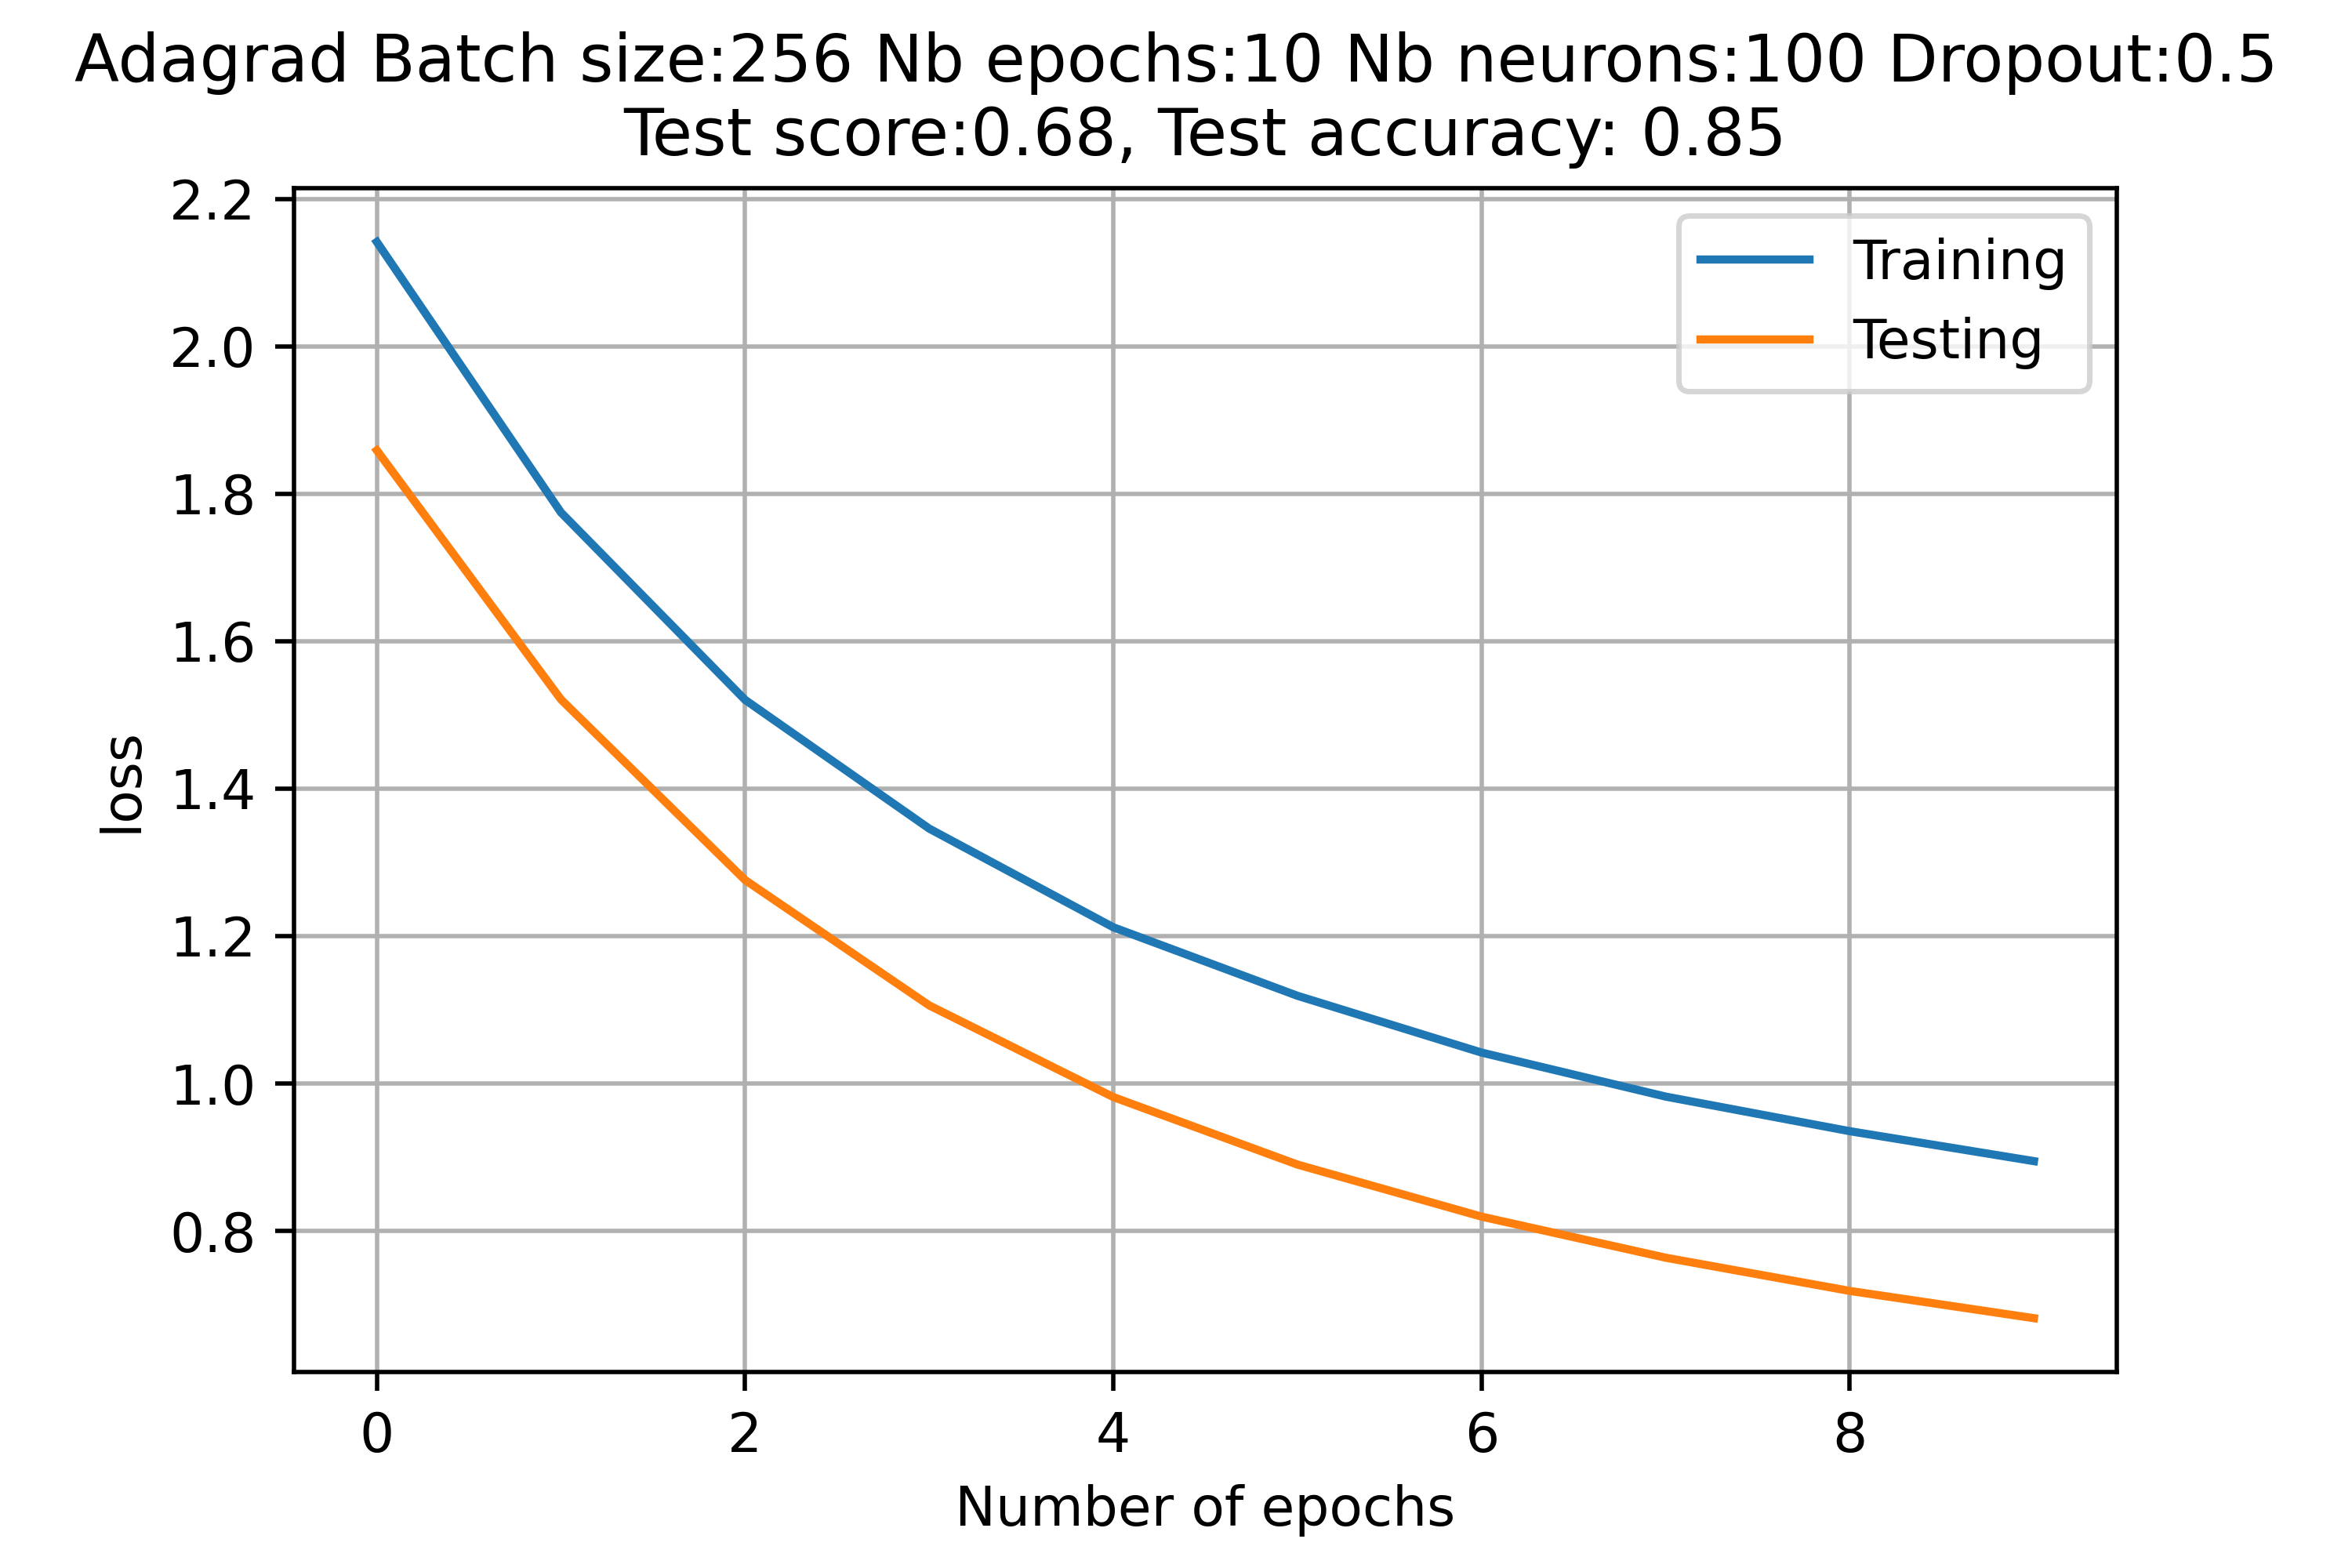 Adagrad Batch size:256 Nb epochs:10 Nb neurons:100 Dropout:0.5
Test score:0.68, Test accuracy: 0.85
Training
Testing
2.2
2.0
1.8
1.6
1.4
1.2
1.0
0.8
loss
0 2 4 6 8
Number of epochs